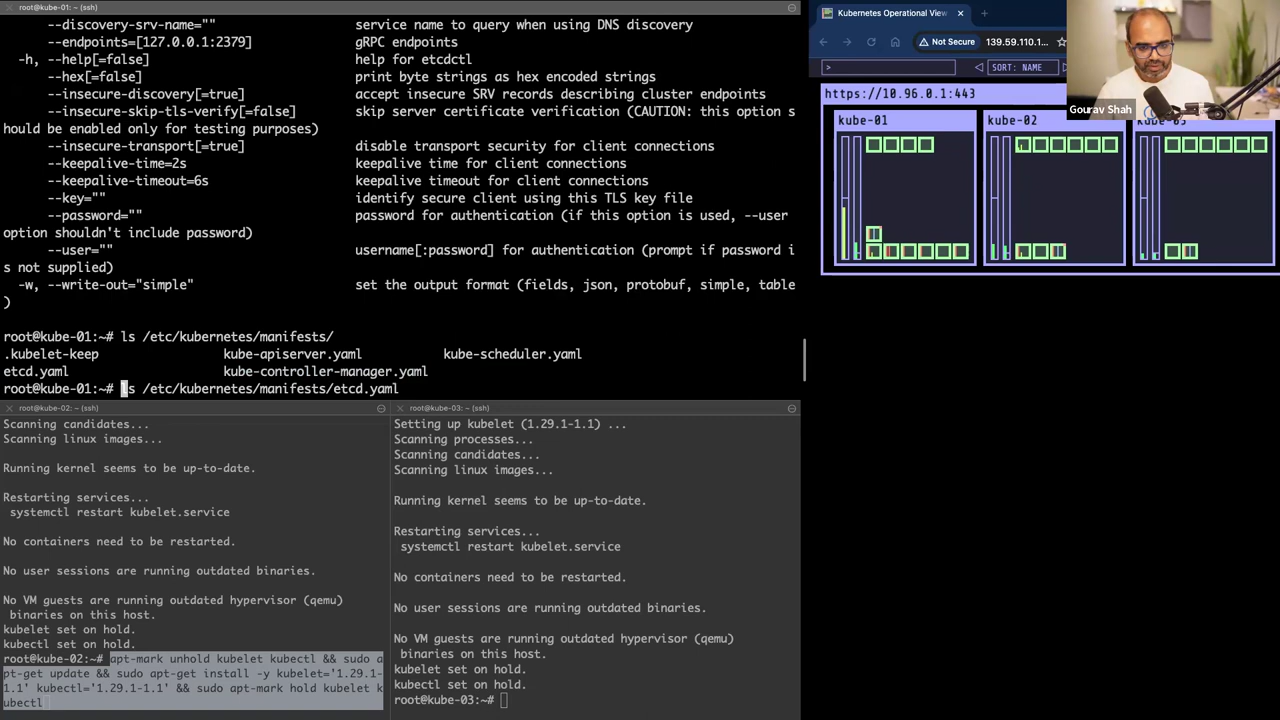 root@kube-01: ~ (ssh)
--discovery-srv-name="" service name to query when using DNS discovery
--endpoints=[127.0.0.1:2379] gRPC endpoints
-h, --help[=false] help for etcdctl
--hex[=false] print byte strings as hex encoded strings
--insecure-discovery[=true] accept insecure SRV records describing cluster endpoints
--insecure-skip-tls-verify[=false] skip server certificate verification (CAUTION: this option s
hould be enabled only for testing purposes)
--insecure-transport[=true] disable transport security for client connections
--keepalive-time=2s keepalive time for client connections
--keepalive-timeout=6s keepalive timeout for client connections
--key="" identify secure client using this TLS key file
--password="" password for authentication (if this option is used, --user
option shouldn't include password)
--user="" username[:password] for authentication (prompt if password i
s not supplied)
-w, --write-out="simple" set the output format (fields, json, protobuf, simple, table
)
root@kube-01:~# ls /etc/kubernetes/manifests/
.kubelet-keep kube-apiserver.yaml kube-scheduler.yaml
etcd.yaml kube-controller-manager.yaml
root@kube-01:~# ls /etc/kubernetes/manifests/etcd.yaml
root@kube-02: ~ (ssh)
Scanning candidates...
Scanning linux images...
Running kernel seems to be up-to-date.
Restarting services...
systemctl restart kubelet.service
No containers need to be restarted.
No user sessions are running outdated binaries.
No VM guests are running outdated hypervisor (qemu)
binaries on this host.
kubelet set on hold.
kubectl set on hold.
root@kube-02:~# apt-mark unhold kubelet kubectl && sudo a
pt-get update && sudo apt-get install -y kubelet='1.29.1-
1.1' kubectl='1.29.1-1.1' && sudo apt-mark hold kubelet k
ubectl
root@kube-03: ~ (ssh)
Setting up kubelet (1.29.1-1.1) ...
Scanning processes...
Scanning candidates...
Scanning linux images...
Running kernel seems to be up-to-date.
Restarting services...
systemctl restart kubelet.service
No containers need to be restarted.
No user sessions are running outdated binaries.
No VM guests are running outdated hypervisor (qemu)
binaries on this host.
kubelet set on hold.
kubectl set on hold.
root@kube-03:~#
Kubernetes Operational View
Not Secure 139.59.110.1...
> SORT: NAME
https://10.96.0.1:443
Gourav Shah
kube-01
kube-02